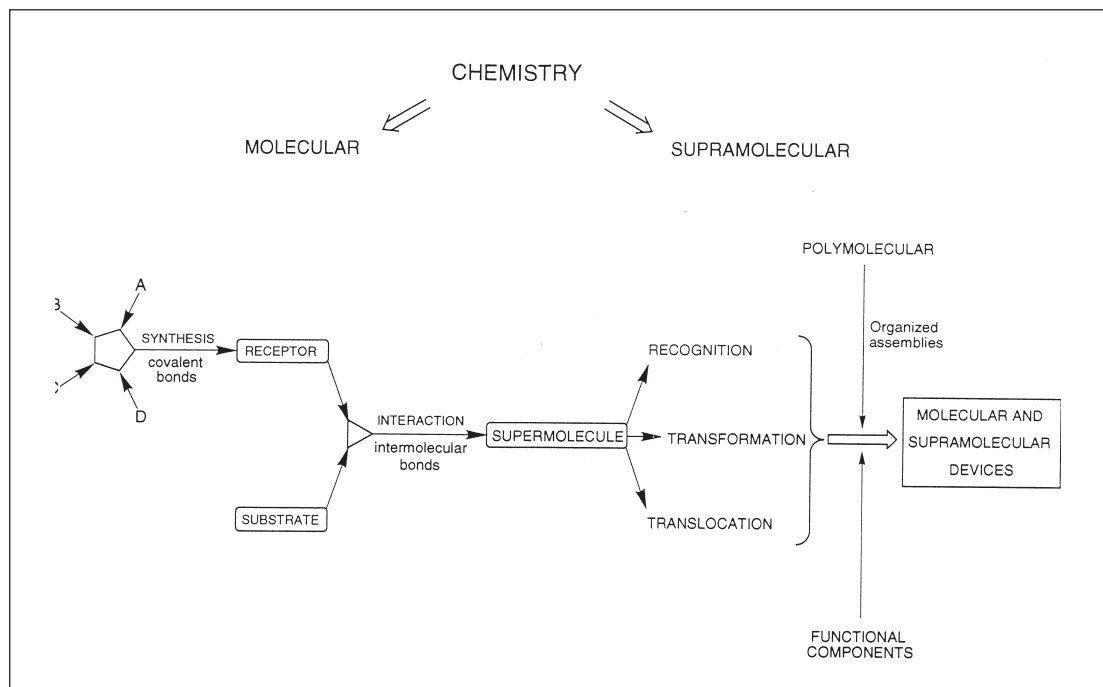 CHEMISTRY
MOLECULAR
SUPRAMOLECULAR
POLYMOLECULAR
A
Organized
assemblies
SYNTHESIS
covalent
bonds
RECEPTOR
D
RECOGNITION
INTERACTION
intermolecular
bonds
SUPERMOLECULE
TRANSFORMATION
MOLECULAR AND
SUPRAMOLECULAR
DEVICES
SUBSTRATE
TRANSLOCATION
FUNCTIONAL
COMPONENTS